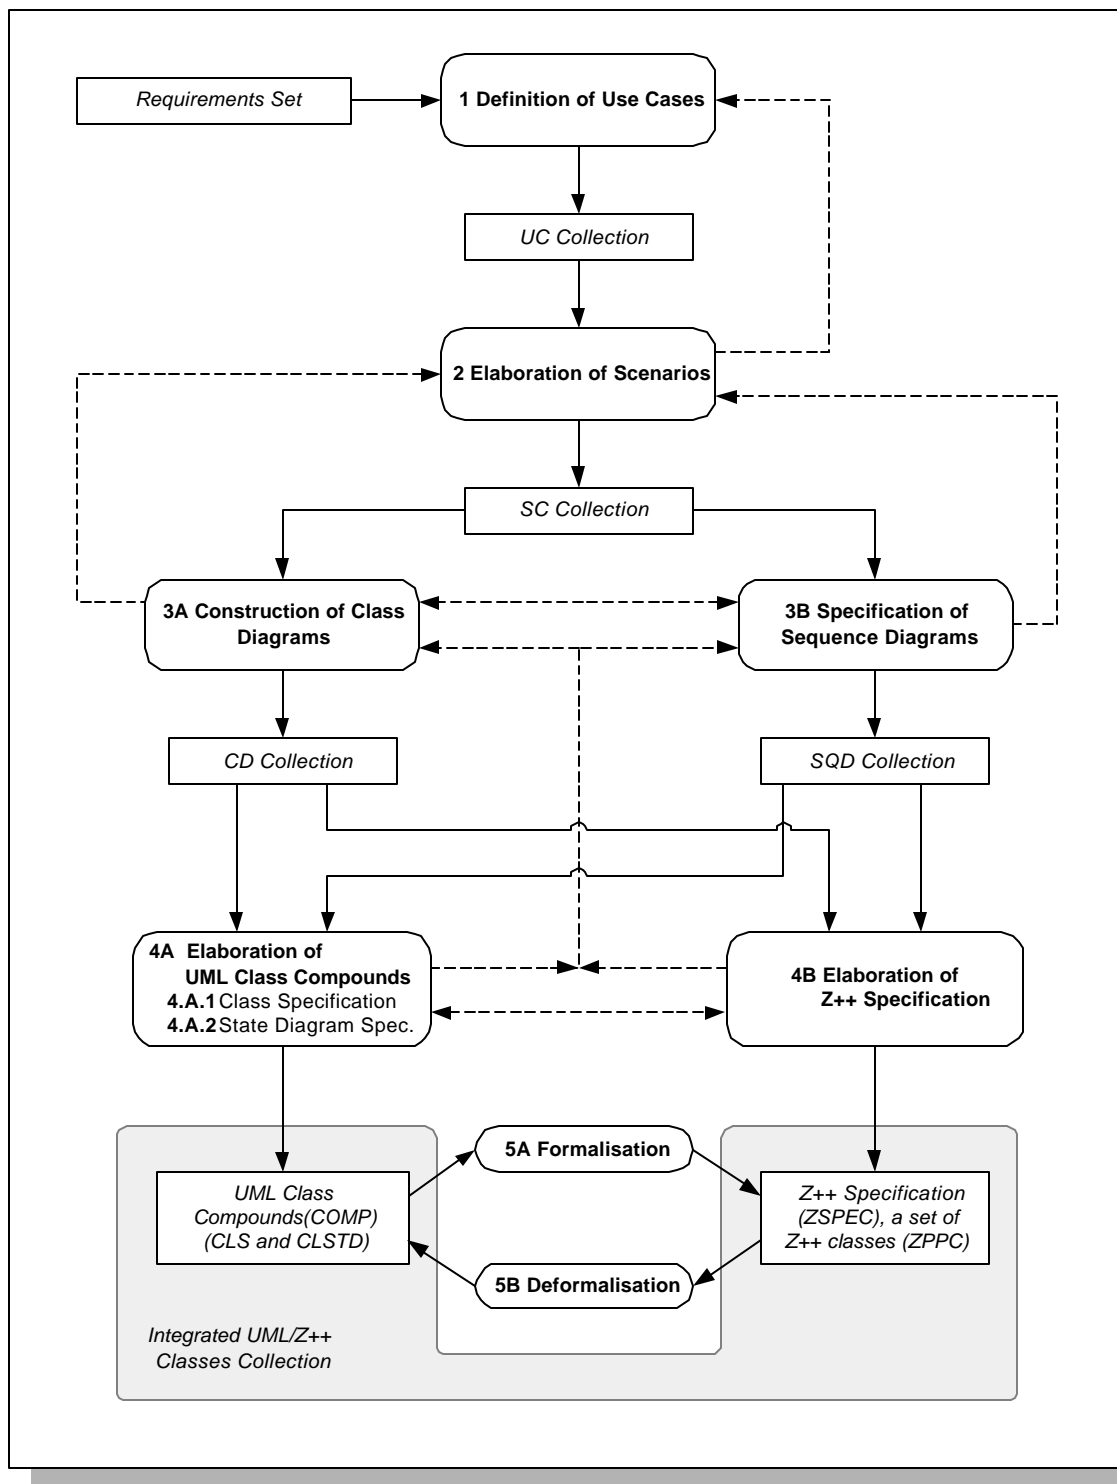 Requirements Set
1 Definition of Use Cases
UC Collection
2 Elaboration of Scenarios
SC Collection
3A Construction of Class
Diagrams
3B Specification of
Sequence Diagrams
CD Collection
SQD Collection
4A Elaboration of
UML Class Compounds
4.A.1 Class Specification
4.A.2 State Diagram Spec.
4B Elaboration of
Z++ Specification
5A Formalisation
UML Class
Compounds(COMP)
(CLS and CLSTD)
Z++ Specification
(ZSPEC), a set of
Z++ classes (ZPPC)
5B Deformalisation
Integrated UML/Z++
Classes Collection